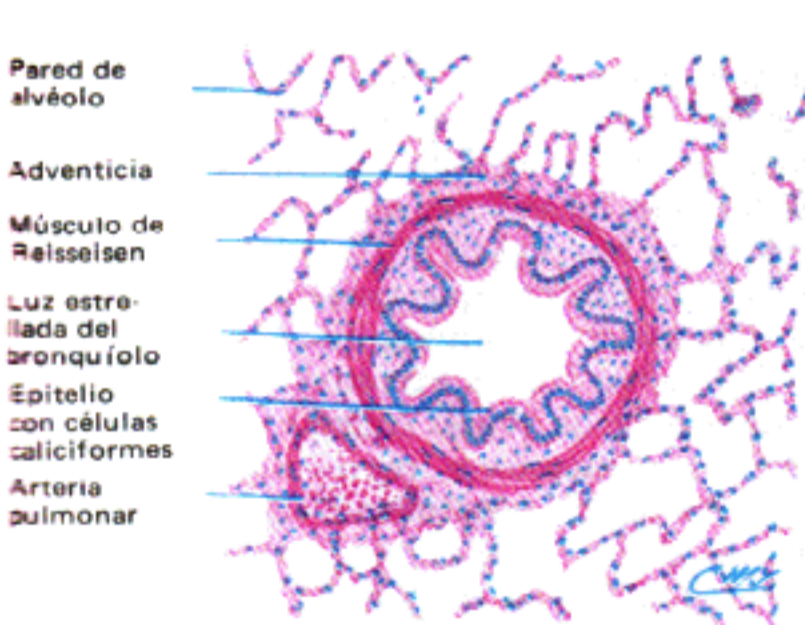 Pared de
alvéolo
Adventicia
Músculo de
Reisseisen
Luz estre-
llada del
bronquíolo
Epitelio
con células
caliciformes
Arteria
pulmonar